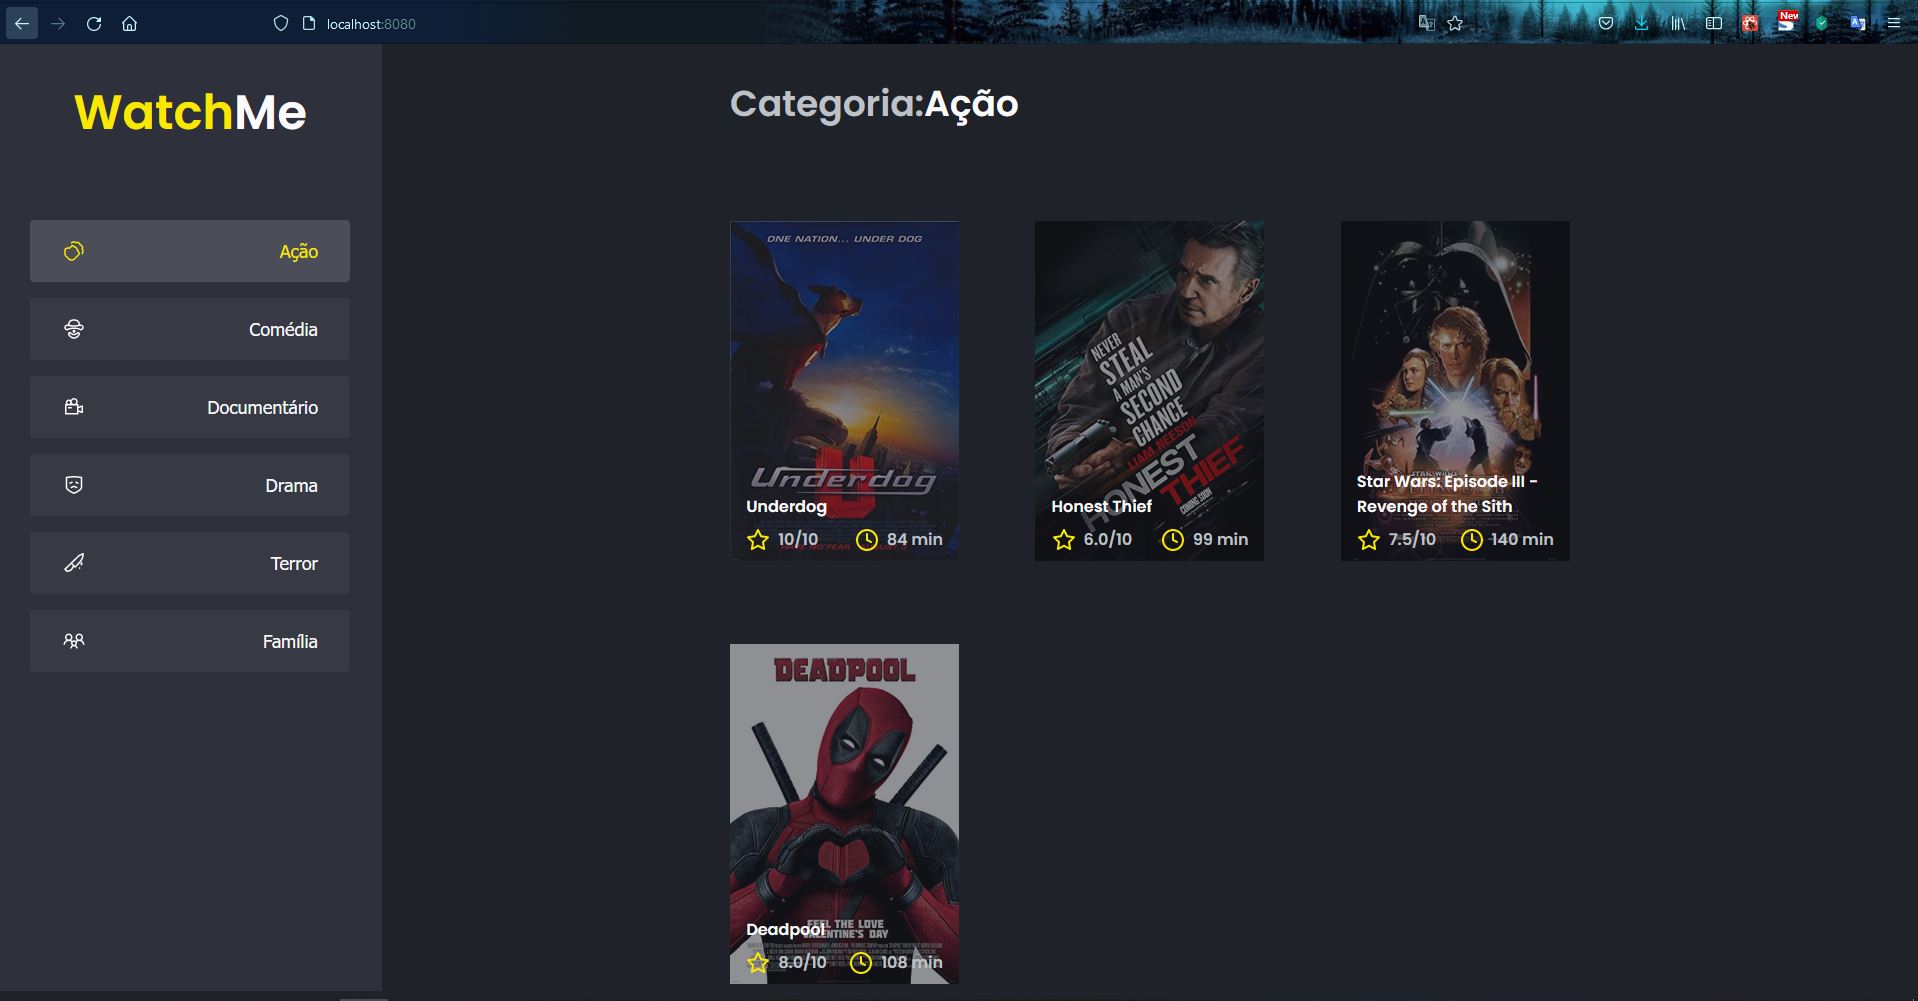 localhost:8080
New
WatchMe
Ação
Comédia
Documentário
Drama
Terror
Família
Categoria:Ação
ONE NATION... UNDER DOG
Underdog
Underdog
10/10 84 min
NEVER
STEAL
A MAN'S
SECOND
CHANCE
LIAM NEESON
HONEST
THIEF
COMING SOON
Honest Thief
6.0/10 99 min
STAR WARS
Star Wars: Episode III -
Revenge of the Sith
7.5/10 140 min
DEADPOOL
FEEL THE LOVE
VALENTINE'S DAY
Deadpool
8.0/10 108 min